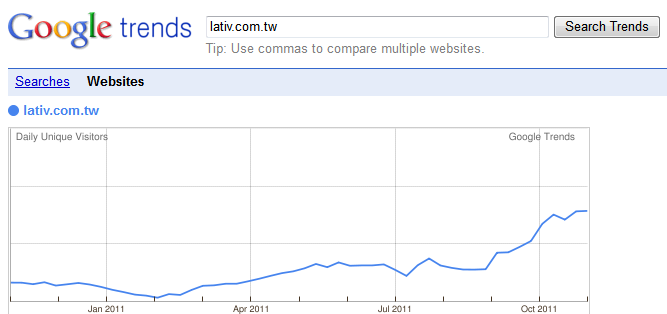 Google trends
lativ.com.tw
Search Trends
Tip: Use commas to compare multiple websites.
Searches Websites
lativ.com.tw
Daily Unique Visitors Google Trends
Jan 2011 Apr 2011 Jul 2011 Oct 2011